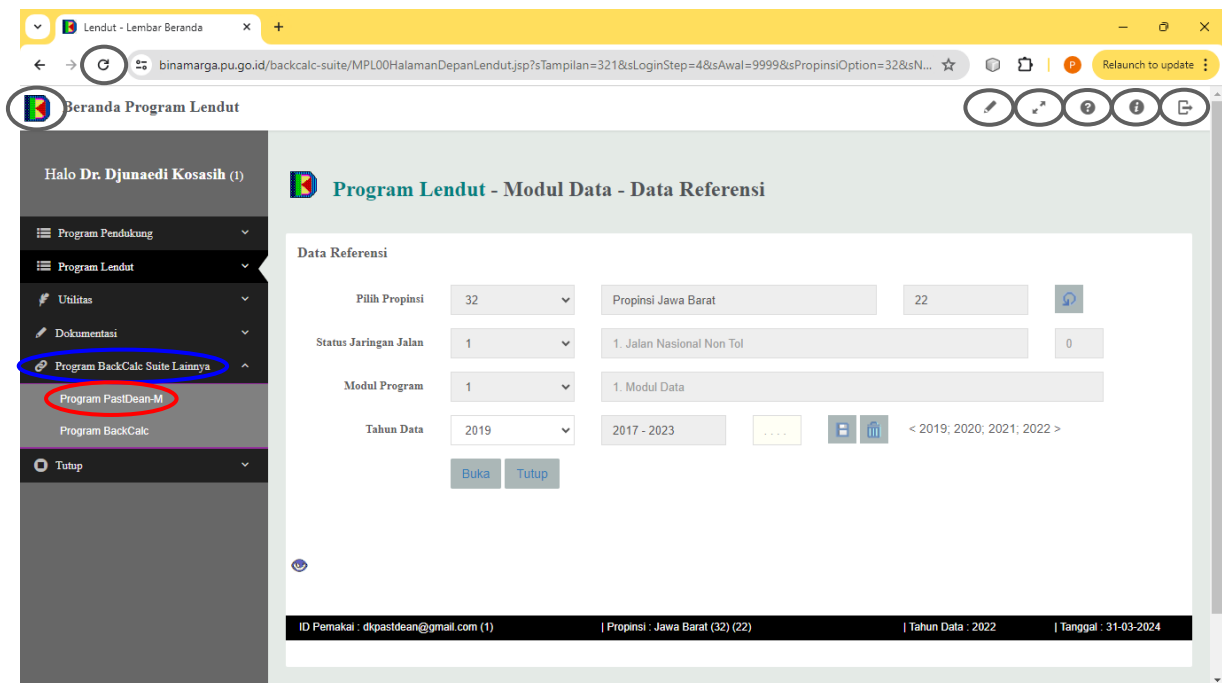 Lendut - Lembar Beranda
binamarga.pu.go.id/backcalc-suite/MPL00HalamanDepanLendut.jsp?sTampilan=321&sLoginStep=4&sAwal=9999&sPropinsiOption=32&sN...
P
Relaunch to update
Beranda Program Lendut
Halo Dr. Djunaedi Kosasih (1)
Program Lendut - Modul Data - Data Referensi
Program Pendukung
Program Lendut
Utilitas
Dokumentasi
Program BackCalc Suite Lainnya
Program PastDean-M
Program BackCalc
Tutup
Data Referensi
Pilih Propinsi 32 Propinsi Jawa Barat 22
Status Jaringan Jalan 1 1. Jalan Nasional Non Tol 0
Modul Program 1 1. Modul Data
Tahun Data 2019 2017 - 2023 .... < 2019; 2020; 2021; 2022 >
Buka Tutup
ID Pemakai : dkpastdean@gmail.com (1) | Propinsi : Jawa Barat (32) (22) | Tahun Data : 2022 | Tanggal : 31-03-2024